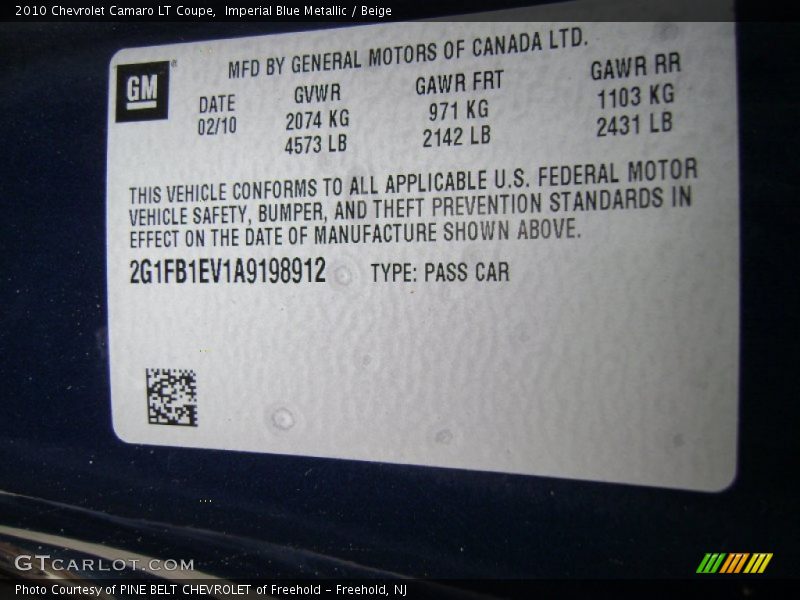 2010 Chevrolet Camaro LT Coupe,  Imperial Blue Metallic / Beige
GM®
MFD BY GENERAL MOTORS OF CANADA LTD.
DATE GVWR GAWR FRT GAWR RR
02/10 2074 KG 971 KG 1103 KG
4573 LB 2142 LB 2431 LB
THIS VEHICLE CONFORMS TO ALL APPLICABLE U.S. FEDERAL MOTOR
VEHICLE SAFETY, BUMPER, AND THEFT PREVENTION STANDARDS IN
EFFECT ON THE DATE OF MANUFACTURE SHOWN ABOVE.
2G1FB1EV1A9198912 TYPE: PASS CAR
GTCARLOT.COM
Photo Courtesy of PINE BELT CHEVROLET of Freehold - Freehold, NJ